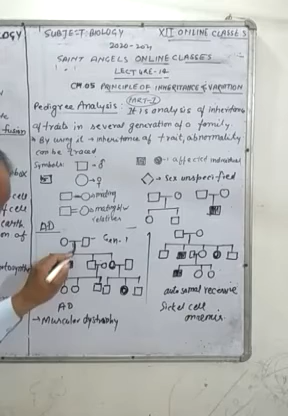 SUBJECT BIOLOGY XII ONLINE CLASSES
2020-2021
SAINT ANGELS ONLINE CLASSES
LECTURE-14
CH.05 PRINCIPLE OF INHERITANCE & VARIATION
PART-I
Pedigree Analysis: It is analysis of inheritance
of traits in several generation of a family.
→ By using it → inheritance of trait, abnormality
can be traced
Symbols: affected individual
Sex unspecified
mating
mating b/w
relatives
AD
Gen. 1
AD
autosomal recessive
→ Muscular dystrophy
Sickel cell
anaemia